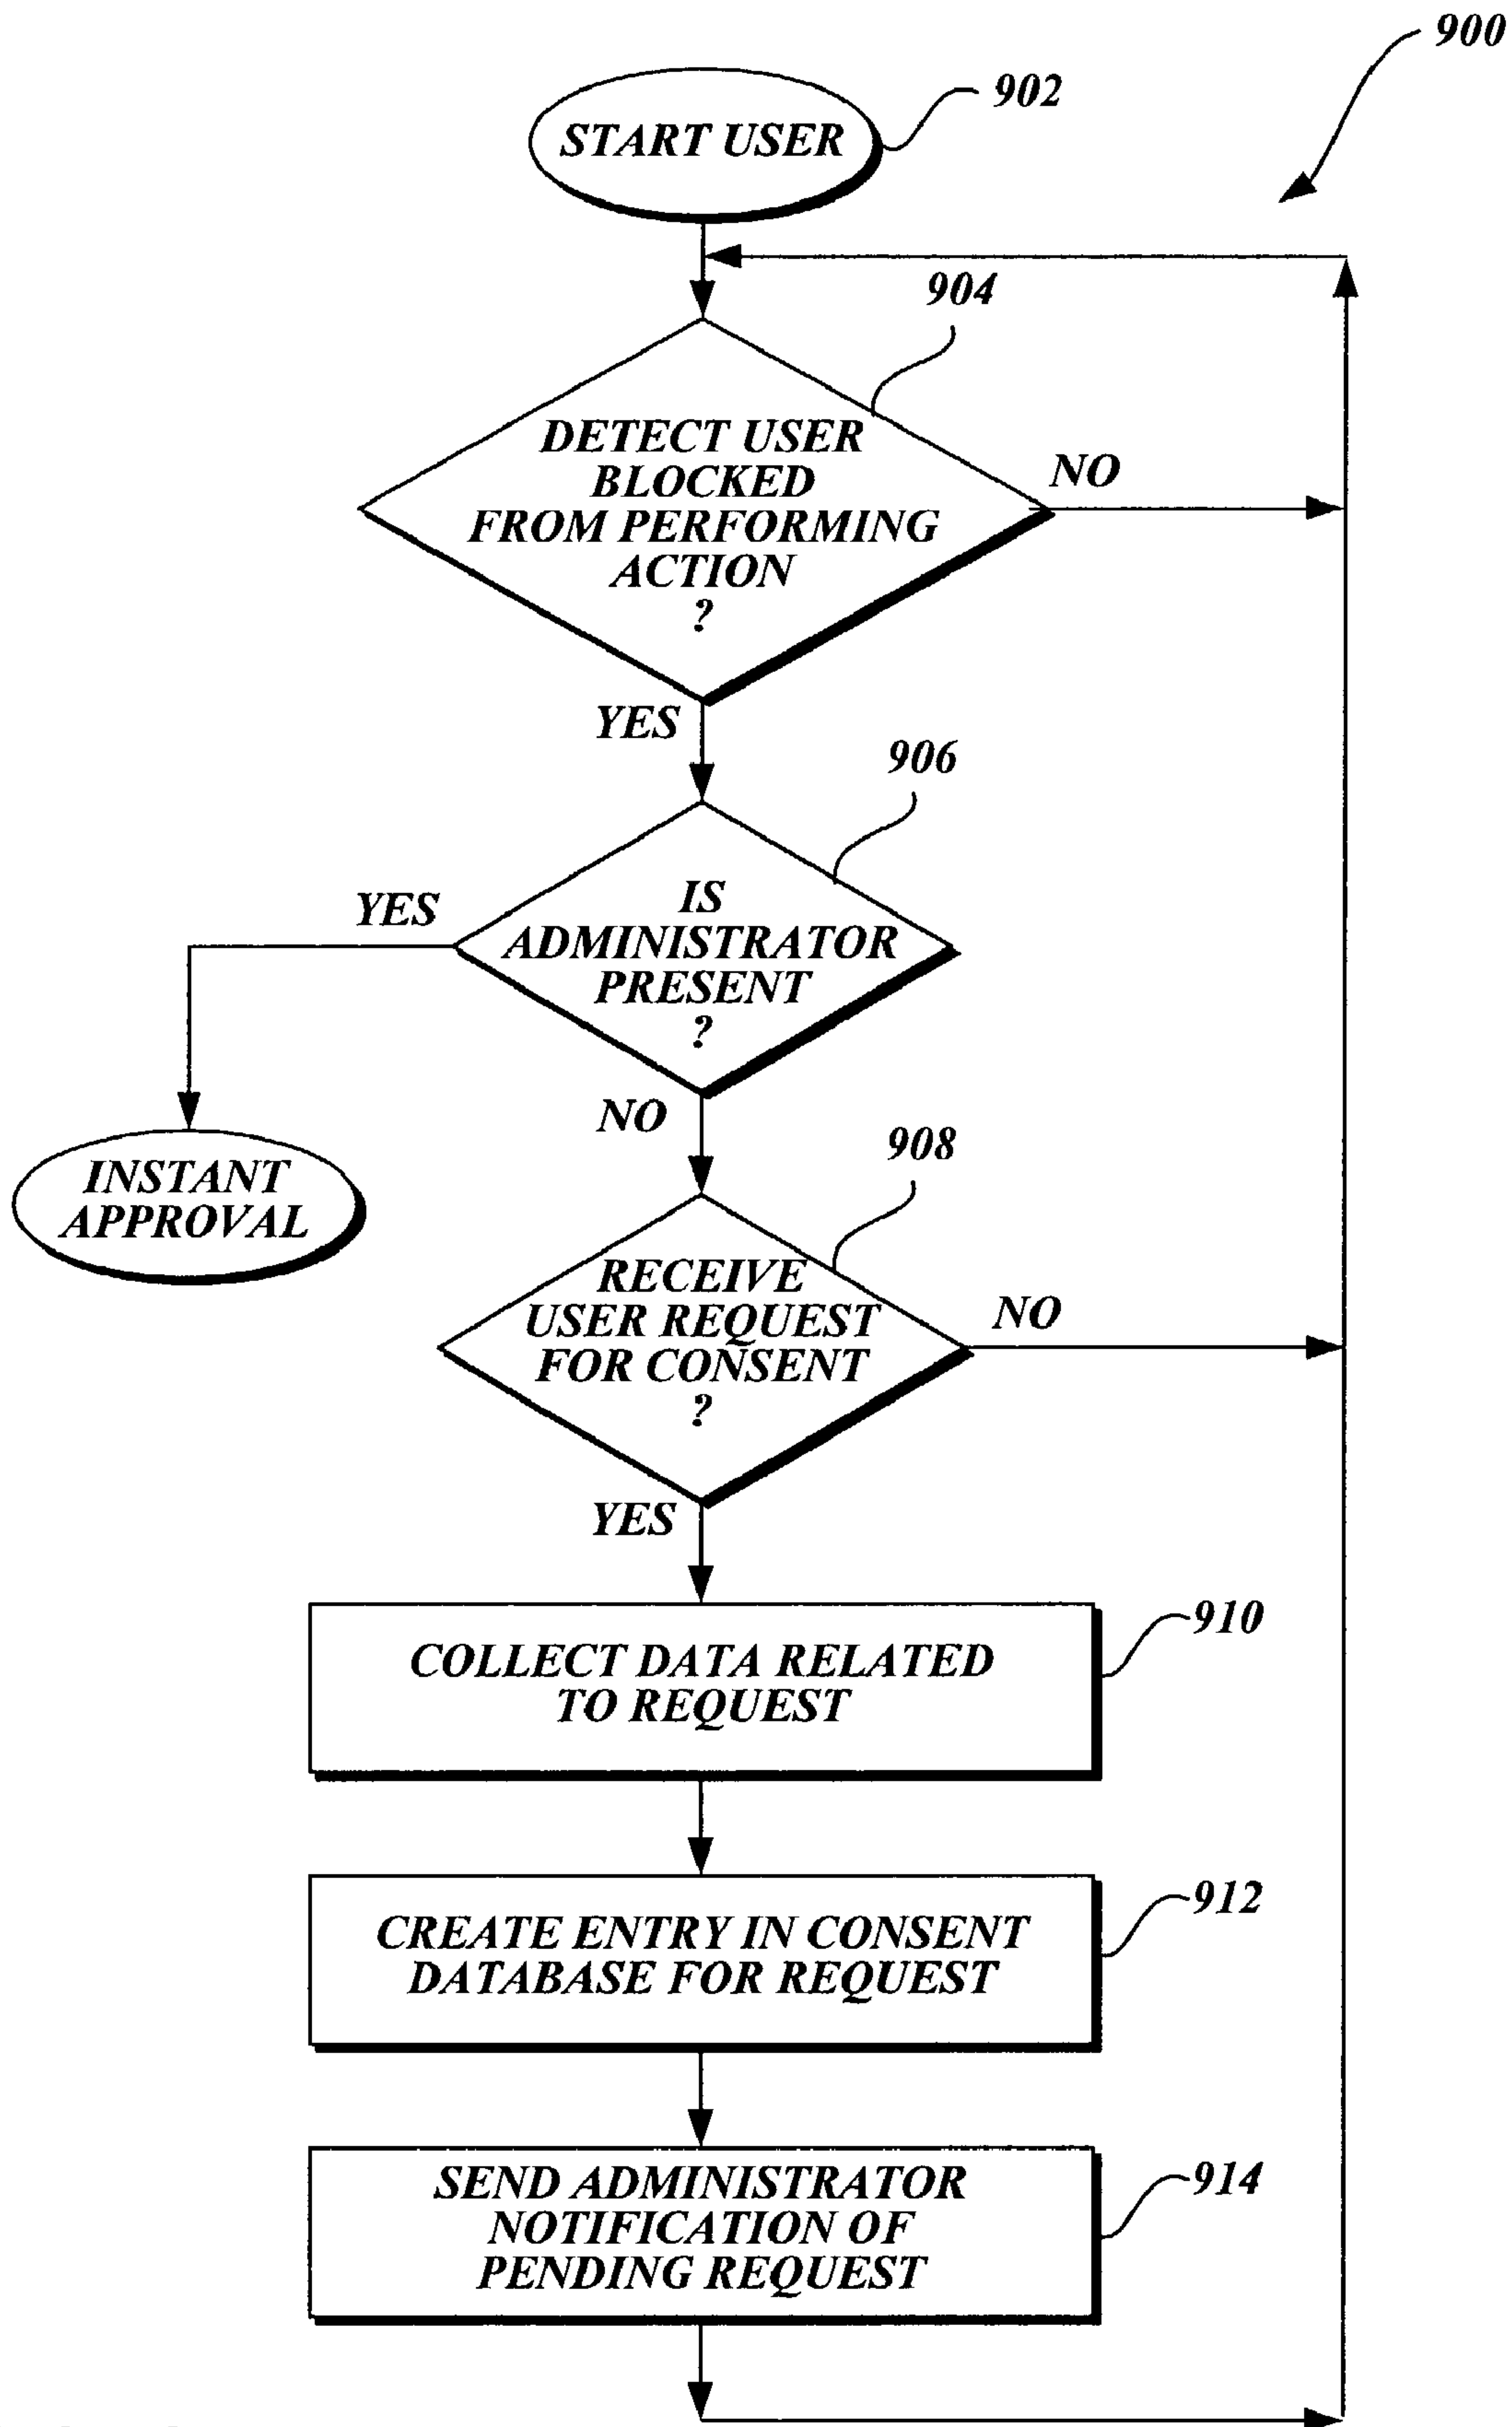 900
902
START USER
904
DETECT USER
BLOCKED
FROM PERFORMING
ACTION
?
NO
YES
906
IS
ADMINISTRATOR
PRESENT
?
YES
NO
INSTANT
APPROVAL
908
RECEIVE
USER REQUEST
FOR CONSENT
?
NO
YES
910
COLLECT DATA RELATED
TO REQUEST
912
CREATE ENTRY IN CONSENT
DATABASE FOR REQUEST
914
SEND ADMINISTRATOR
NOTIFICATION OF
PENDING REQUEST